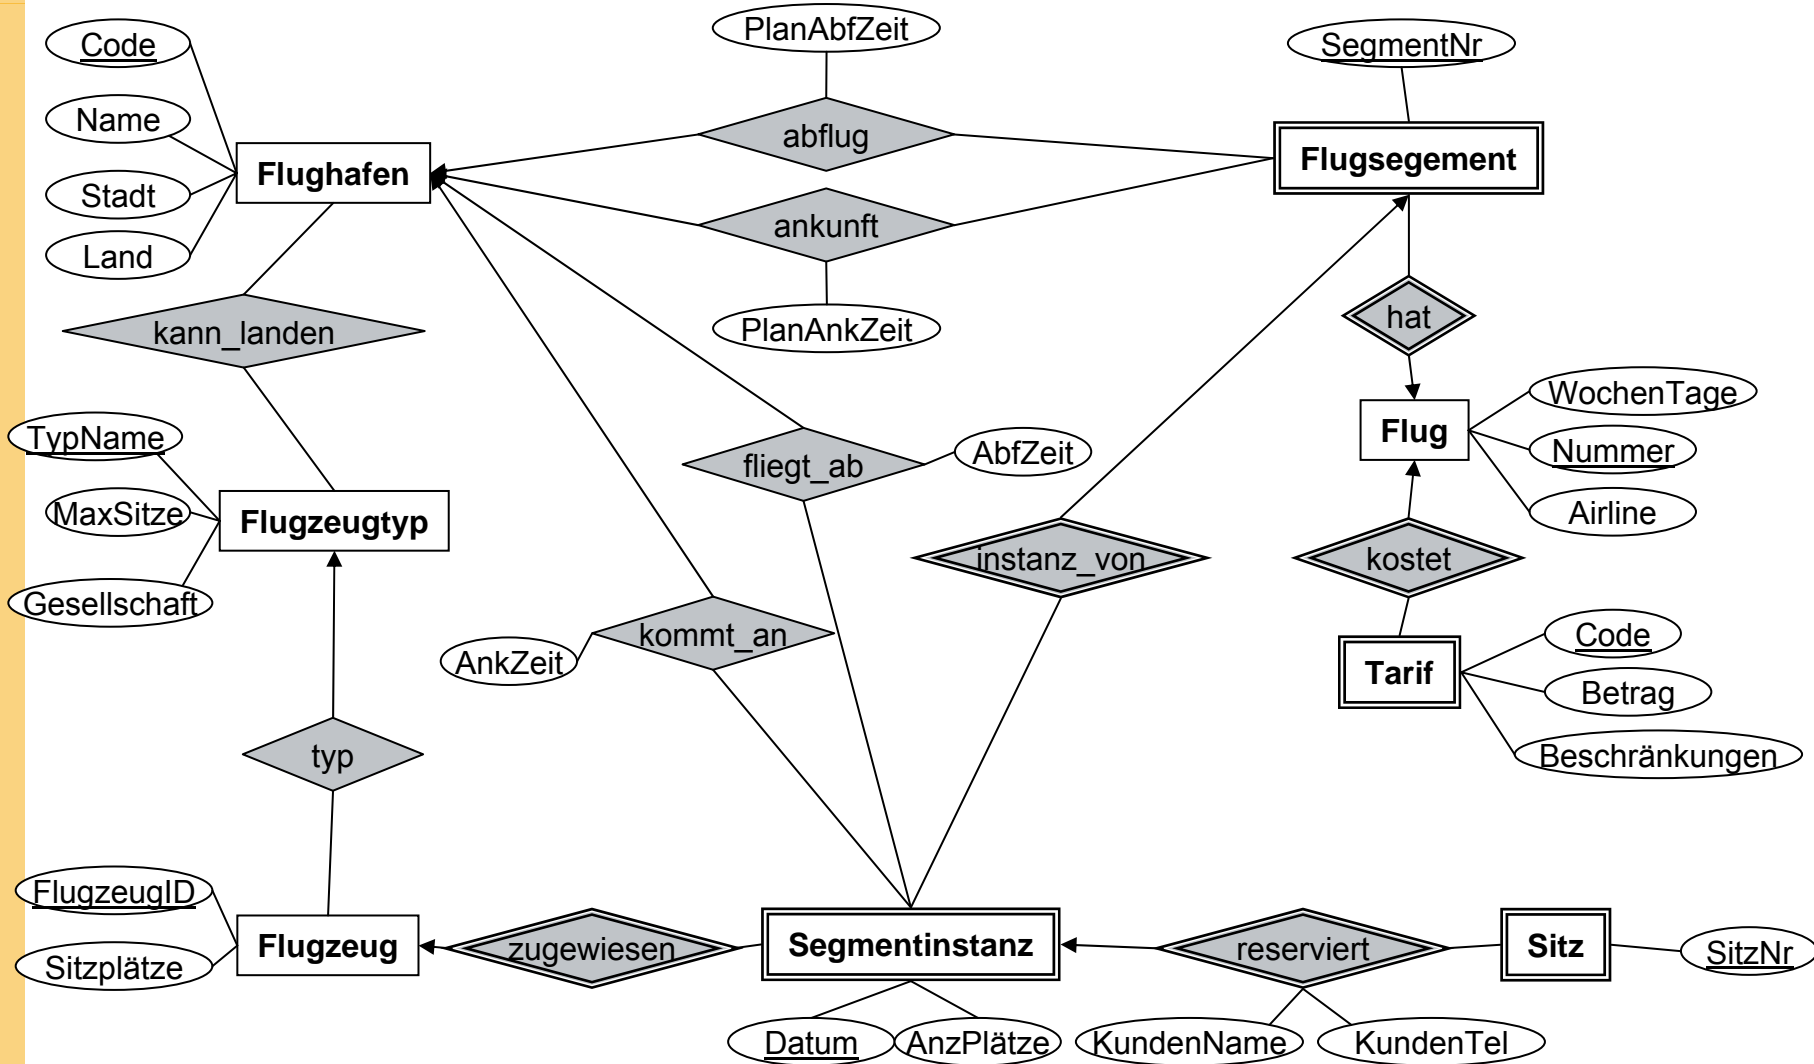 PlanAbfZeit
SegmentNr
Code
Name
abflug
Flughafen
Flugsegement
Stadt
ankunft
Land
PlanAnkZeit
hat
kann_landen
WochenTage
TypName
Flug
Nummer
fliegt_ab
AbfZeit
MaxSitze
Flugzeugtyp
Airline
instanz_von
kostet
Gesellschaft
kommt_an
Code
AnkZeit
Tarif
Betrag
typ
Beschränkungen
FlugzeugID
Flugzeug
zugewiesen
Segmentinstanz
reserviert
Sitz
SitzNr
Sitzplätze
Datum
AnzPlätze
KundenName
KundenTel